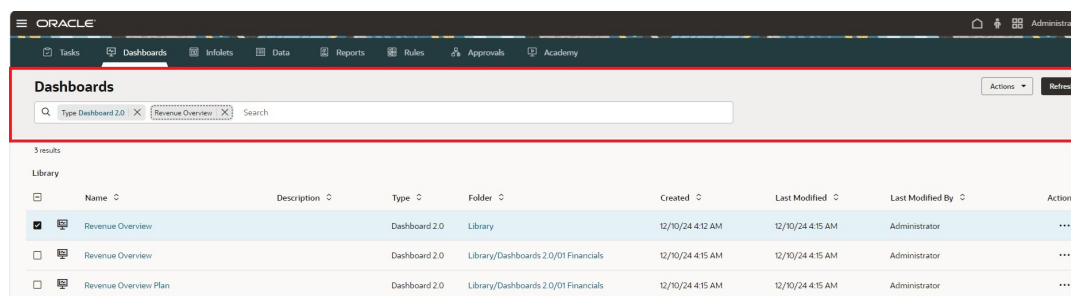 ORACLE
Administra
Tasks Dashboards Infolets Data Reports Rules Approvals Academy
Dashboards
Actions Refres
Type Dashboard 2.0 Revenue Overview Search
3 results
Library
Name Description Type Folder Created Last Modified Last Modified By Action
Revenue Overview Dashboard 2.0 Library 12/10/24 4:12 AM 12/10/24 4:15 AM Administrator ...
Revenue Overview Dashboard 2.0 Library/Dashboards 2.0/01 Financials 12/10/24 4:15 AM 12/10/24 4:15 AM Administrator ...
Revenue Overview Plan Dashboard 2.0 Library/Dashboards 2.0/01 Financials 12/10/24 4:15 AM 12/10/24 4:15 AM Administrator ...